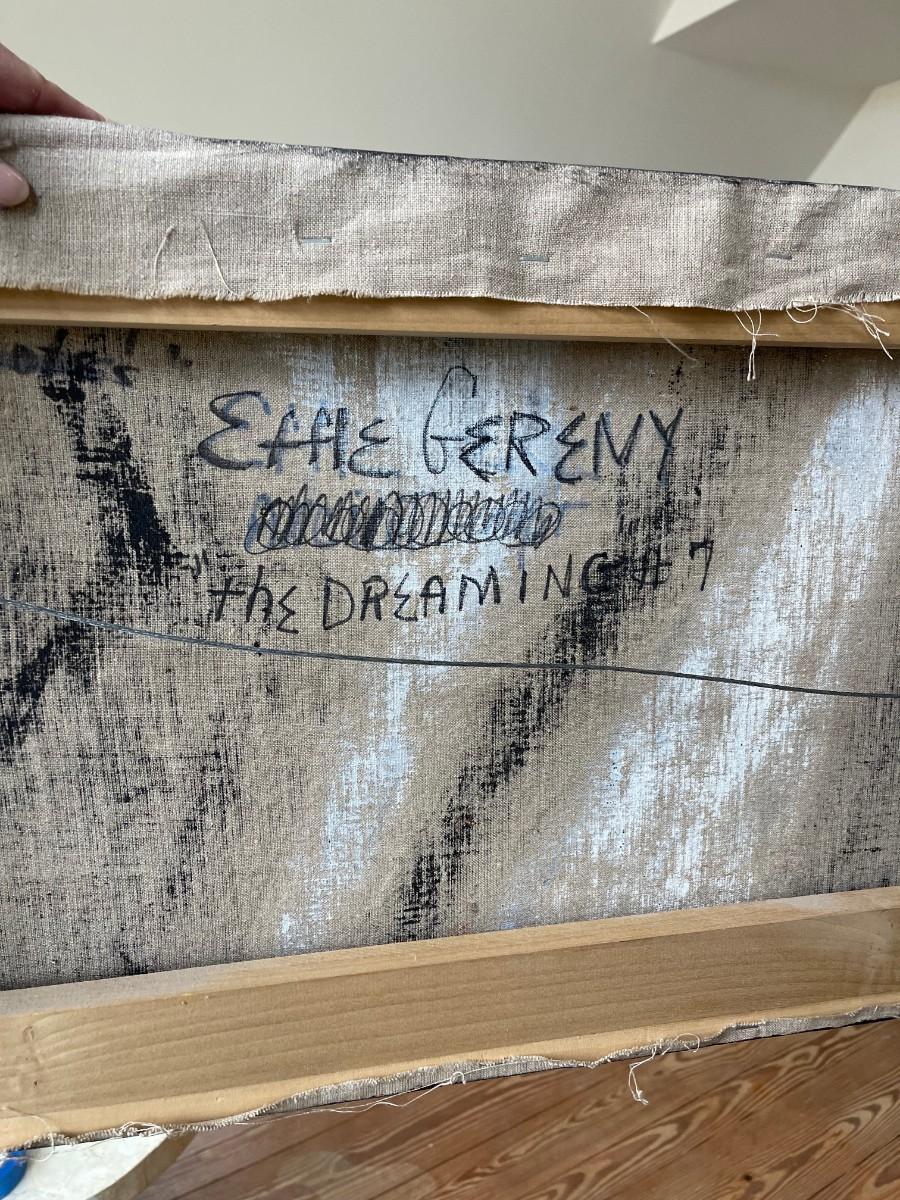 Effie Gereny
"the DREAMING #7